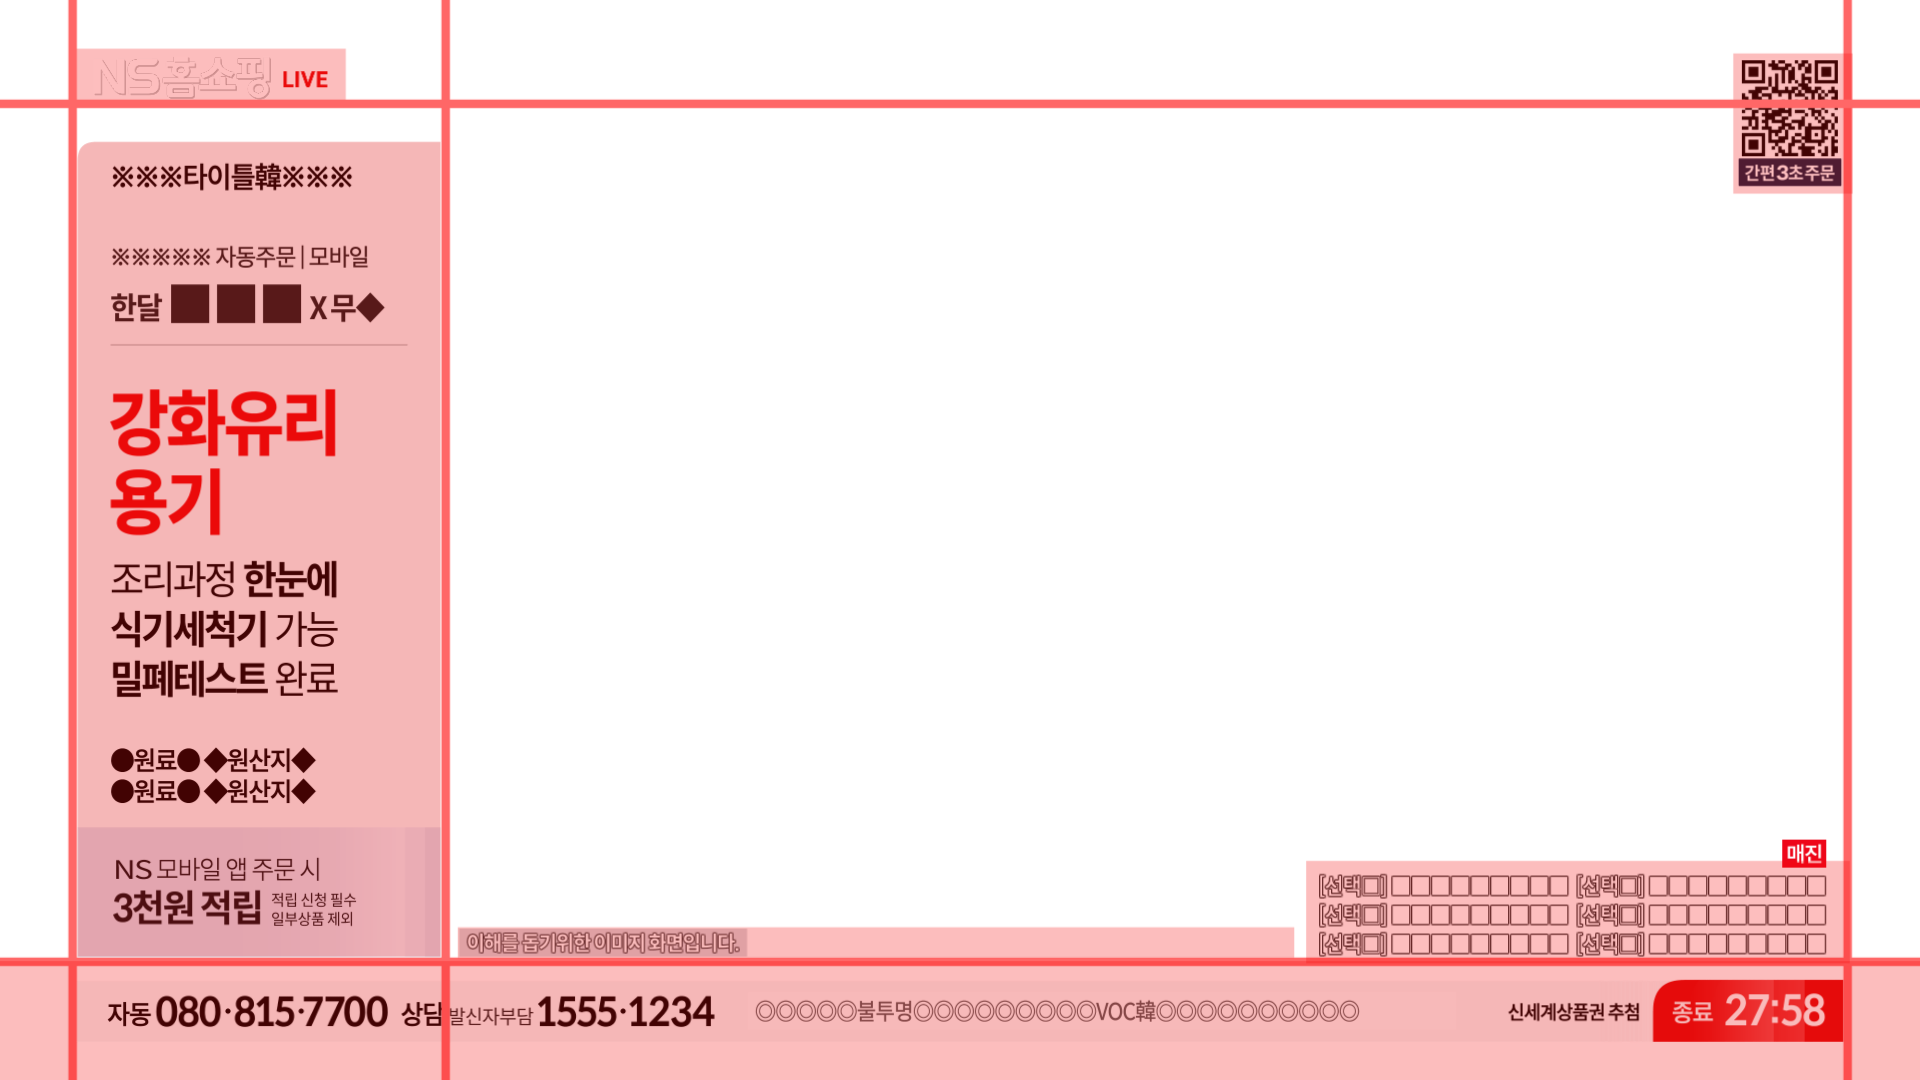 NS홈쇼핑 LIVE
간편3초주문
※※※타이틀韓※※※
※※※※※ 자동주문 | 모바일
한달 ■■■ X 무◆
강화유리
용기
조리과정 한눈에
식기세척기 가능
밀폐테스트 완료
●원료● ◆원산지◆
●원료● ◆원산지◆
NS 모바일 앱 주문 시
3천원 적립 적립 신청 필수
일부상품 제외
이해를 돕기위한 이미지 화면입니다.
매진
[선택□] □□□□□□□□□ [선택□] □□□□□□□□□
[선택□] □□□□□□□□□ [선택□] □□□□□□□□□
[선택□] □□□□□□□□□ [선택□] □□□□□□□□□
자동 080·815·7700 상담 발신자부담 1555·1234 ◎◎◎◎◎불투명◎◎◎◎◎◎◎◎◎VOC韓◎◎◎◎◎◎◎◎◎◎ 신세계상품권 추첨 종료 27:58